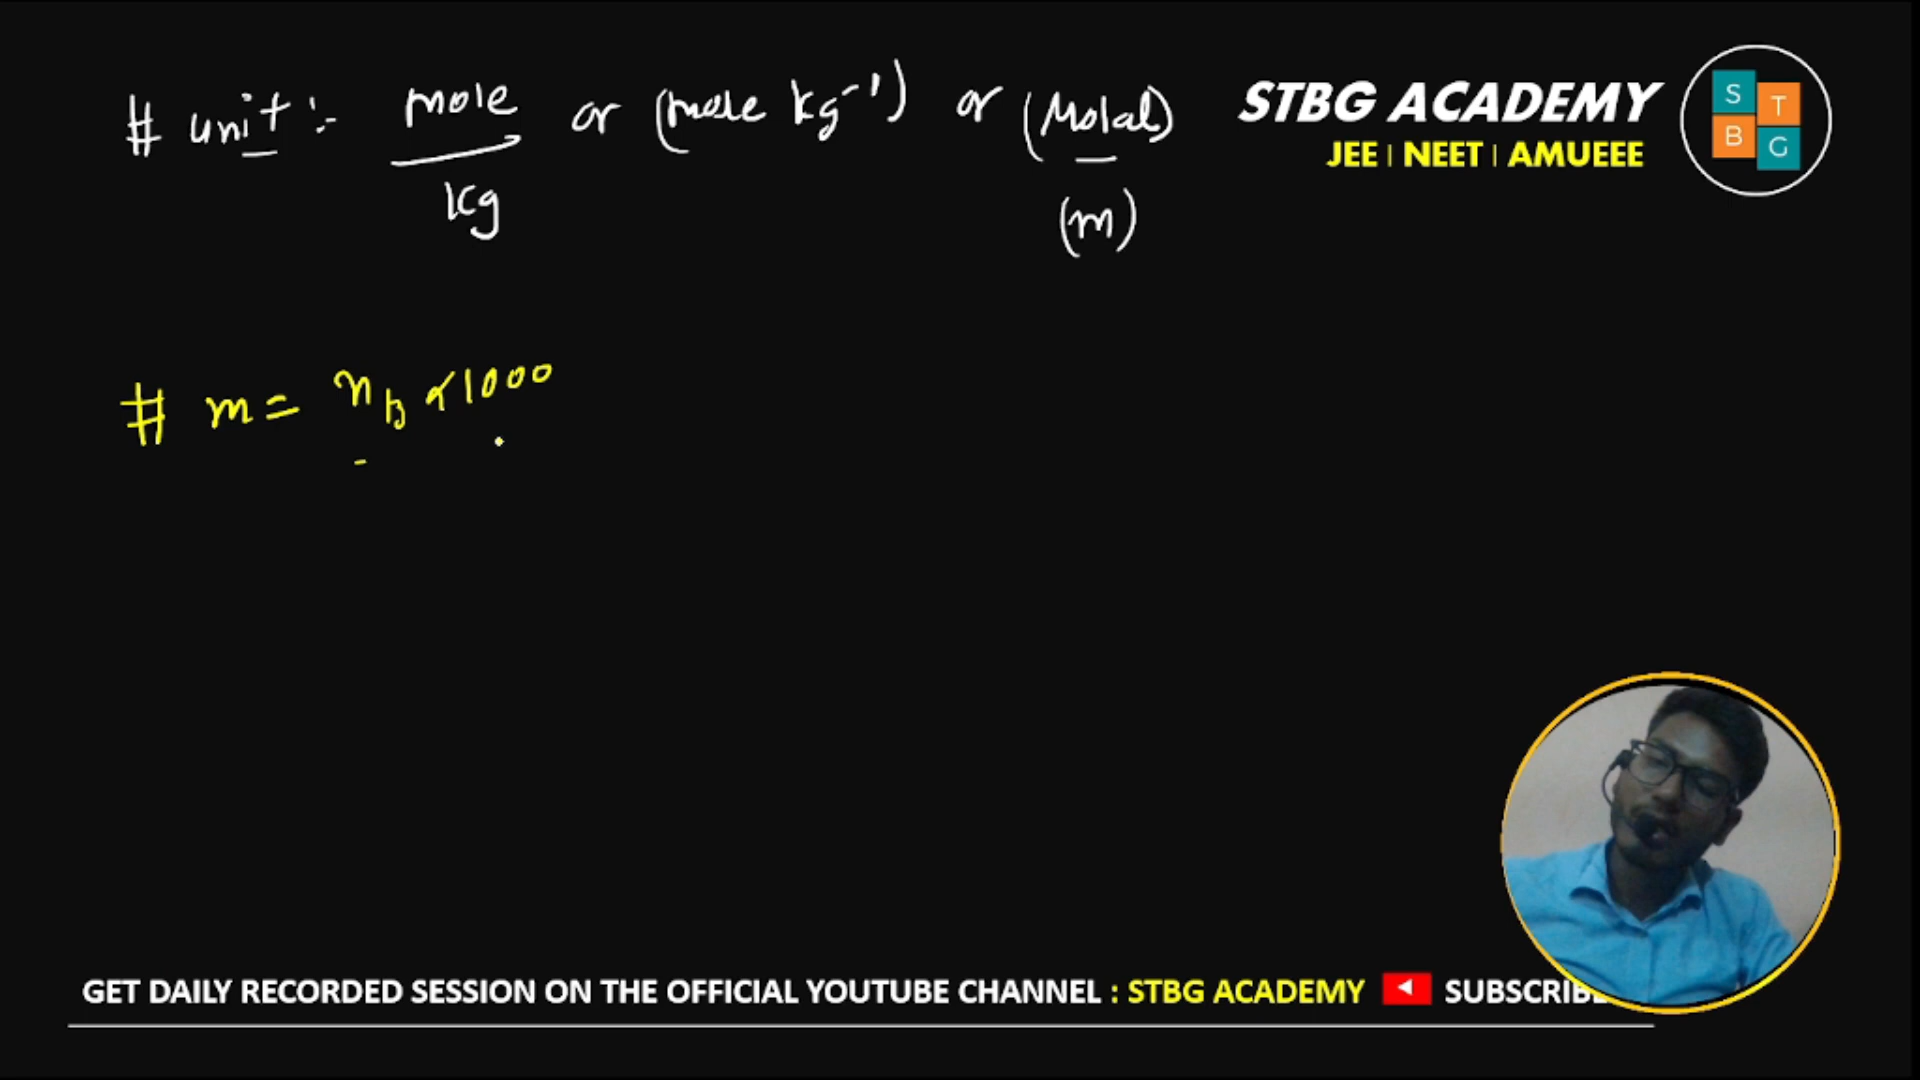 # unit :- mole/kg or (mole kg⁻¹) or (Molal)
(m)
STBG ACADEMY
JEE | NEET | AMUEEE
S T
B G
# m = n_B × 1000
GET DAILY RECORDED SESSION ON THE OFFICIAL YOUTUBE CHANNEL : STBG ACADEMY SUBSCRIBE